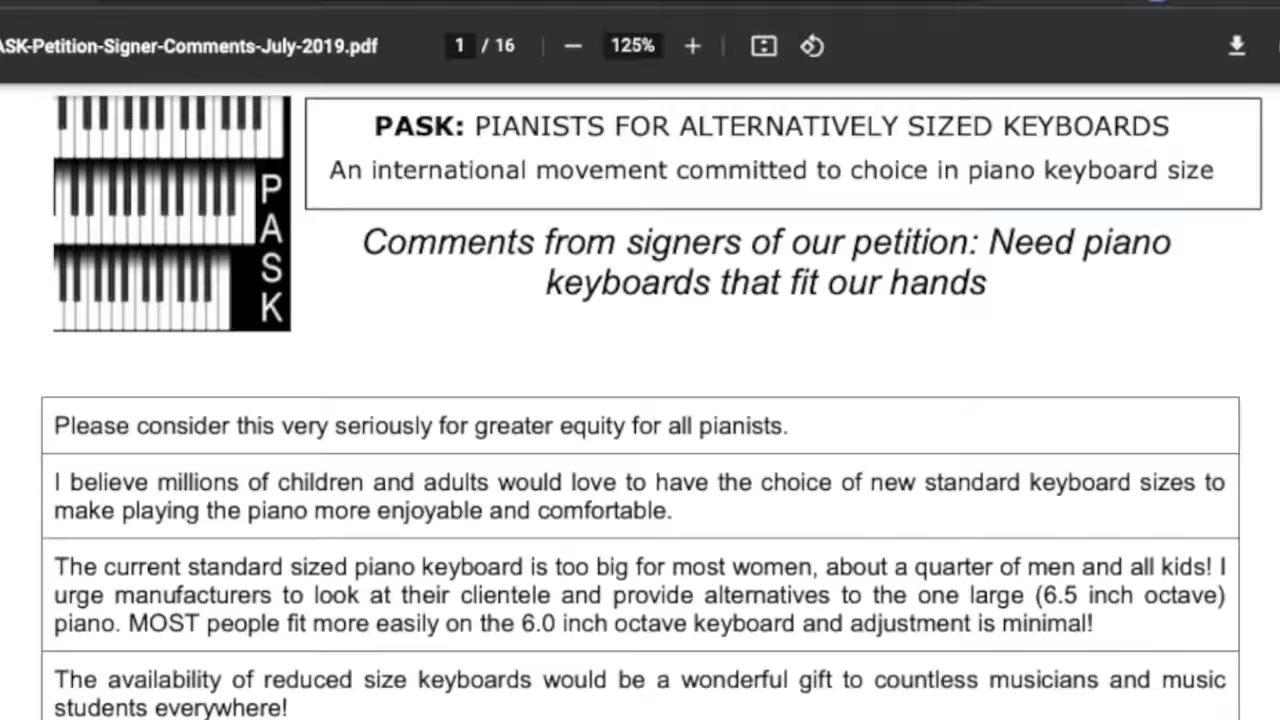 ASK-Petition-Signer-Comments-July-2019.pdf
1 / 16
125%
P
A
S
K
PASK: PIANISTS FOR ALTERNATIVELY SIZED KEYBOARDS
An international movement committed to choice in piano keyboard size
Comments from signers of our petition: Need piano
keyboards that fit our hands
Please consider this very seriously for greater equity for all pianists.
I believe millions of children and adults would love to have the choice of new standard keyboard sizes to
make playing the piano more enjoyable and comfortable.
The current standard sized piano keyboard is too big for most women, about a quarter of men and all kids! I
urge manufacturers to look at their clientele and provide alternatives to the one large (6.5 inch octave)
piano. MOST people fit more easily on the 6.0 inch octave keyboard and adjustment is minimal!
The availability of reduced size keyboards would be a wonderful gift to countless musicians and music
students everywhere!